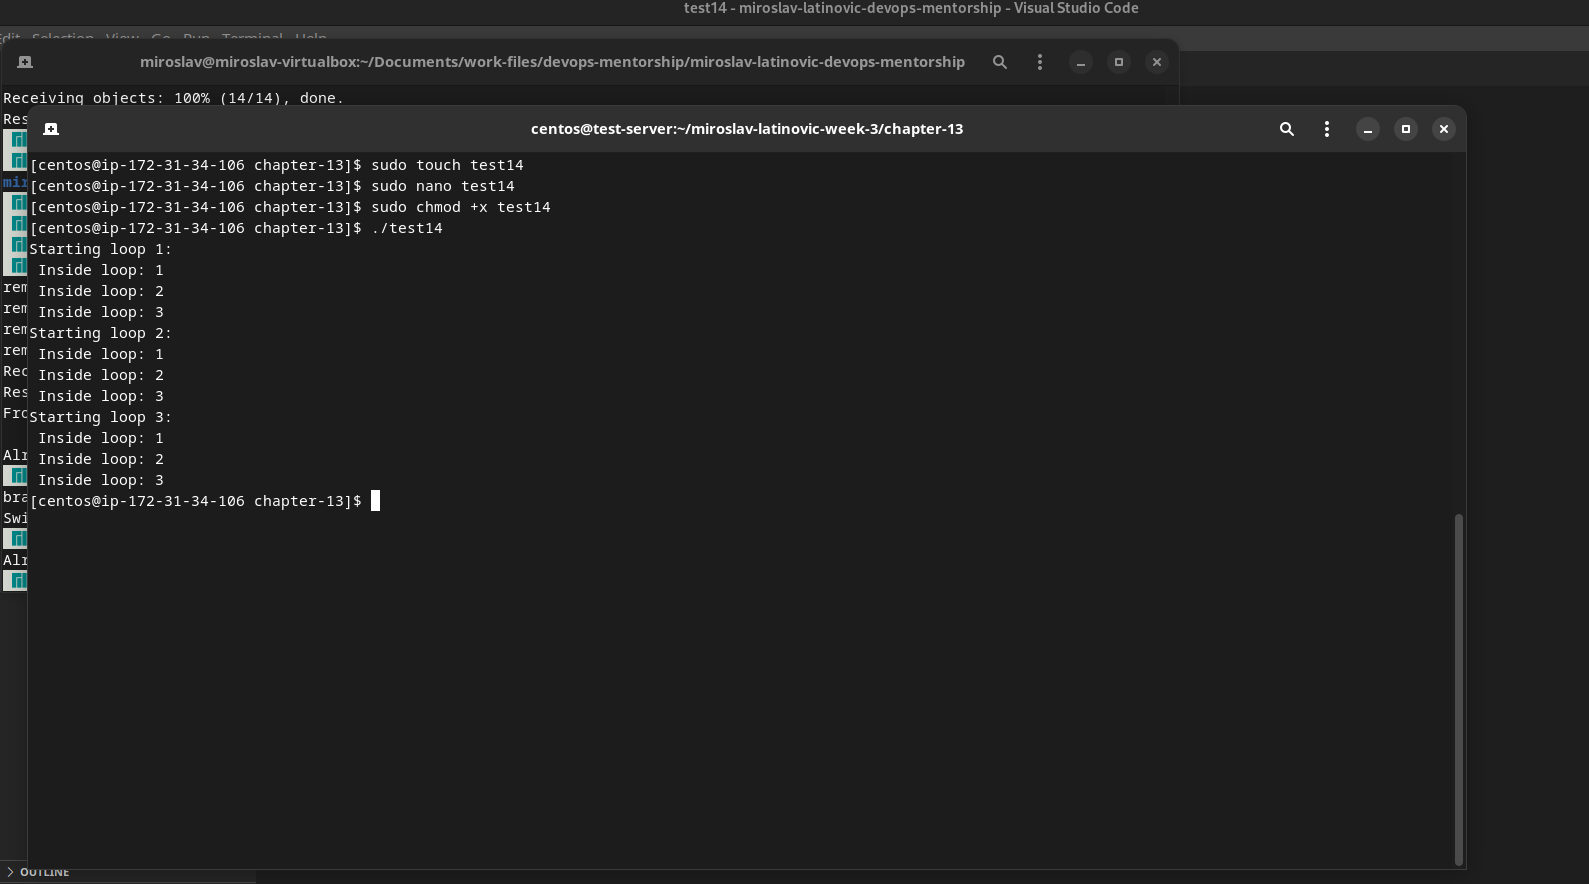 test14 - miroslav-latinovic-devops-mentorship - Visual Studio Code
Edit Selection View Go Run Terminal Help
miroslav@miroslav-virtualbox:~/Documents/work-files/devops-mentorship/miroslav-latinovic-devops-mentorship
Receiving objects: 100% (14/14), done.
Res
centos@test-server:~/miroslav-latinovic-week-3/chapter-13
[centos@ip-172-31-34-106 chapter-13]$ sudo touch test14
[centos@ip-172-31-34-106 chapter-13]$ sudo nano test14
[centos@ip-172-31-34-106 chapter-13]$ sudo chmod +x test14
[centos@ip-172-31-34-106 chapter-13]$ ./test14
Starting loop 1:
 Inside loop: 1
 Inside loop: 2
 Inside loop: 3
Starting loop 2:
 Inside loop: 1
 Inside loop: 2
 Inside loop: 3
Starting loop 3:
 Inside loop: 1
 Inside loop: 2
 Inside loop: 3
[centos@ip-172-31-34-106 chapter-13]$
mir
rem
rem
rem
rem
Rec
Res
Fro
Alr
bra
Swi
Alr
OUTLINE